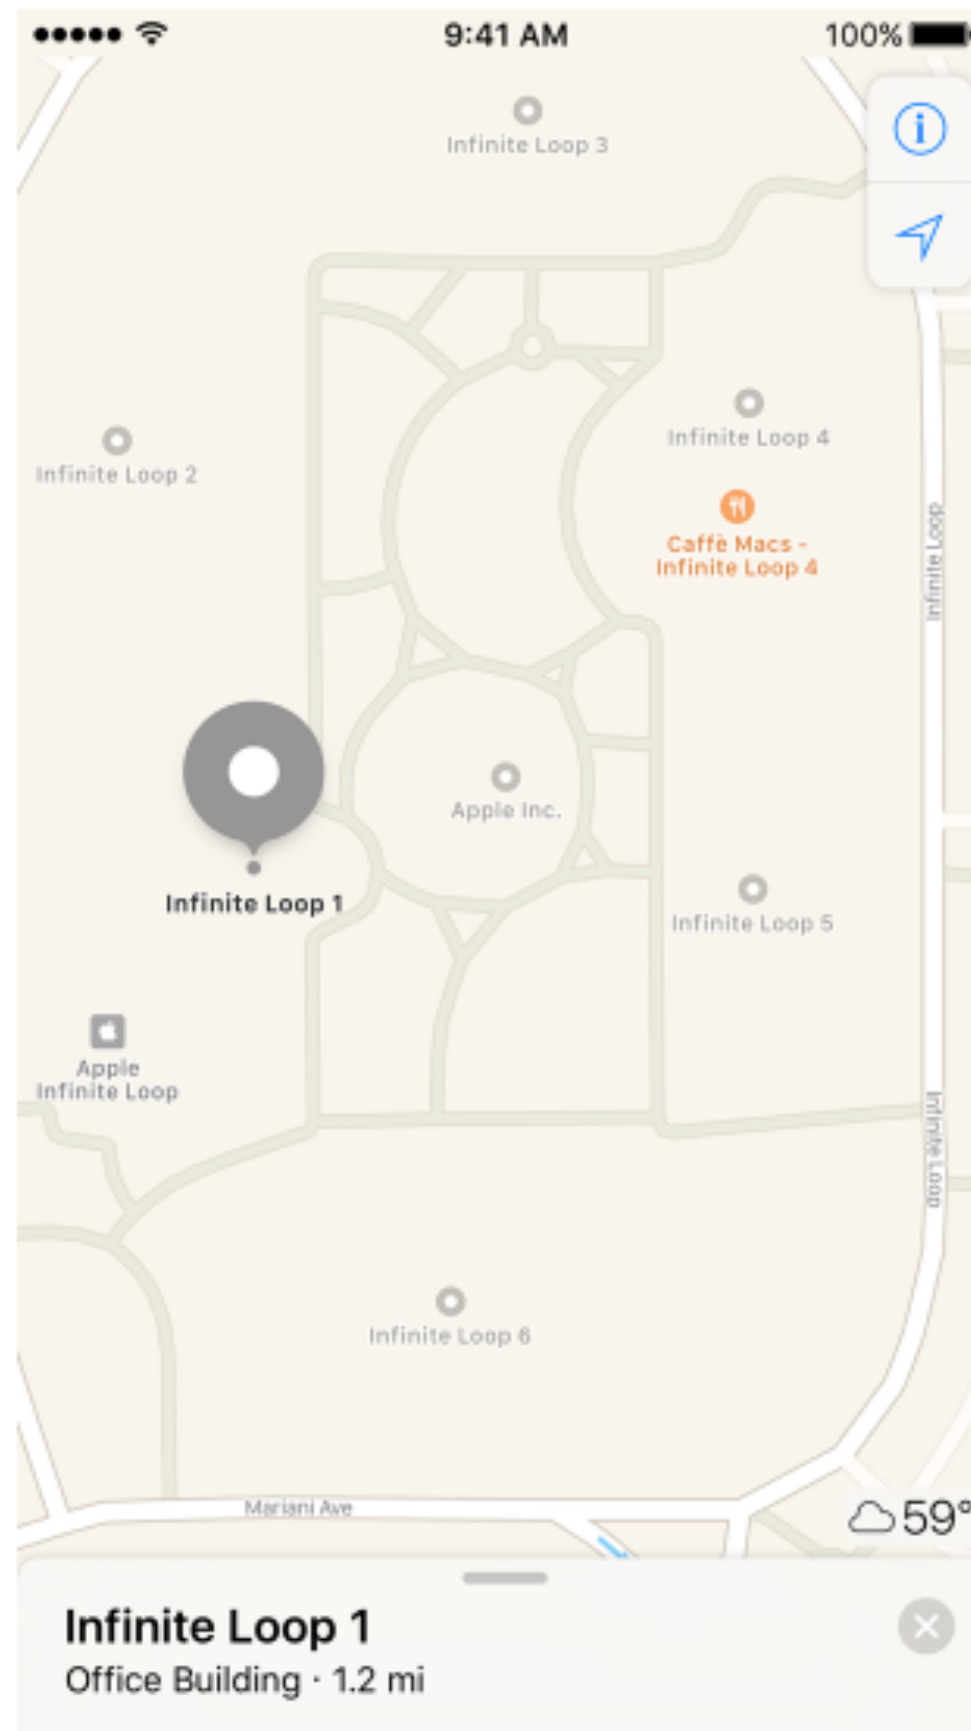 9:41 AM
100%
Infinite Loop 3
Infinite Loop 4
Infinite Loop 2
Caffè Macs -
Infinite Loop 4
Infinite Loop
Apple Inc.
Infinite Loop 1
Infinite Loop 5
Apple
Infinite Loop
Infinite Loop
Infinite Loop 6
Mariani Ave
59°
Infinite Loop 1
Office Building · 1.2 mi